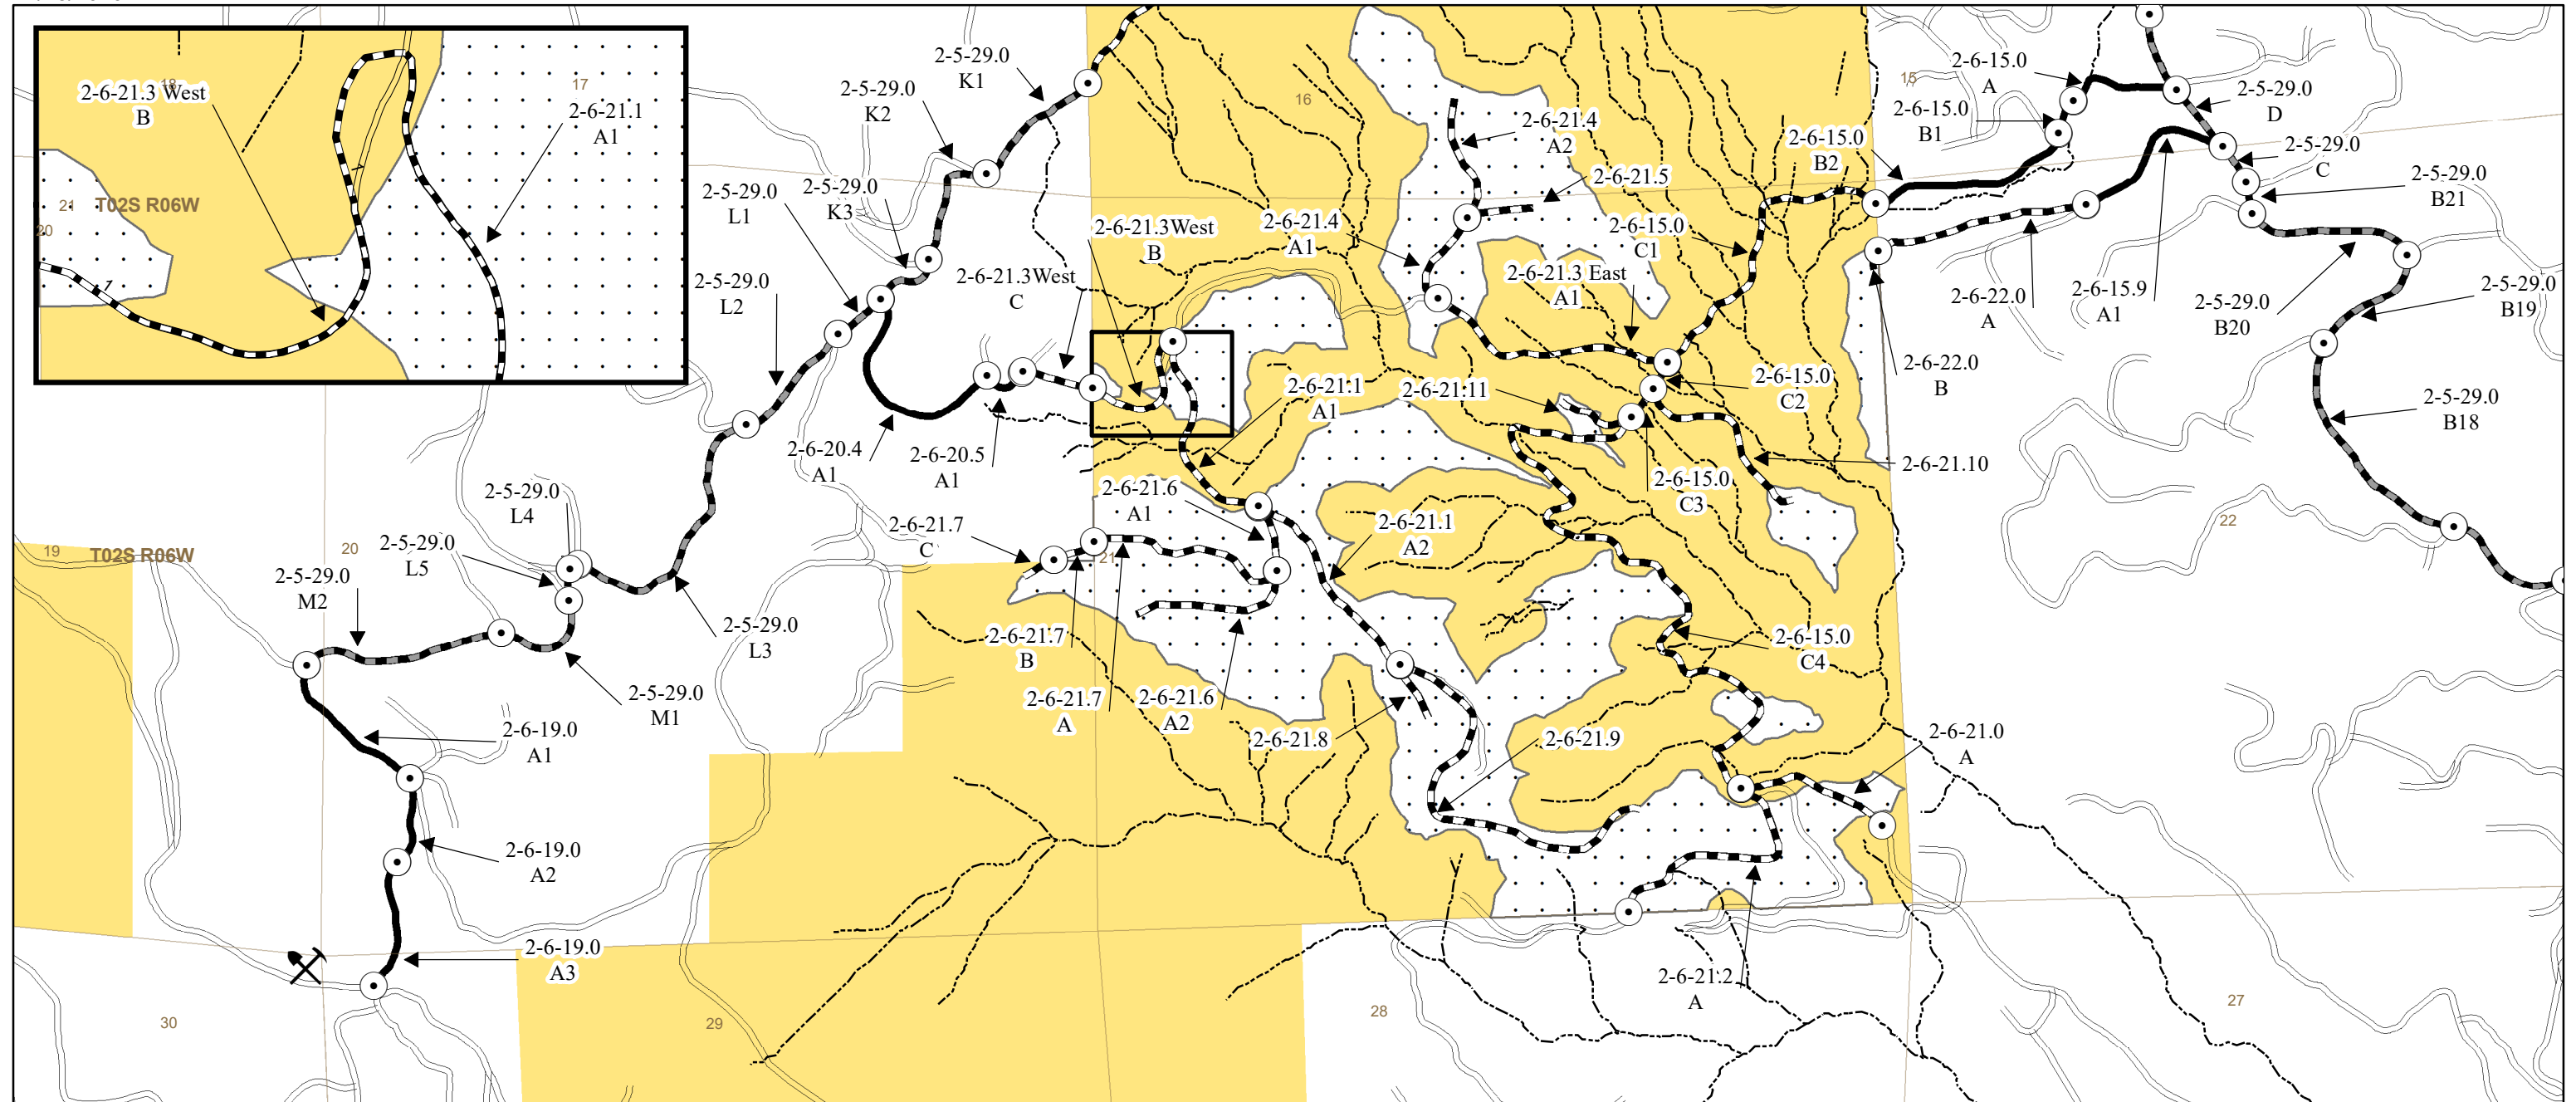 2-6-21.3 West
B
18
17
2-6-21.1
A1
21
T02S R06W
20
2-5-29.0
K1
2-5-29.0
K2
2-5-29.0
L1
2-5-29.0
K3
2-5-29.0
L2
2-6-21.3West
C
2-6-21.3West
B
16
2-6-21.4
A1
2-6-21.4
A2
2-6-21.5
2-6-15.0
C1
2-6-21.3 East
A1
2-6-15.0
B2
15
2-6-15.0
A
2-6-15.0
B1
2-5-29.0
D
2-5-29.0
C
2-5-29.0
B21
2-5-29.0
B19
2-5-29.0
B20
2-6-15.9
A1
2-6-22.0
A
2-6-22.0
B
2-5-29.0
B18
2-6-15.0
C2
2-6-21.11
2-6-21.1
A1
2-6-20.4
A1
2-6-20.5
A1
2-6-21.10
2-6-15.0
C3
2-6-21.6
A1
2-6-21.1
A2
2-6-21.7
C
21
22
19
T02S R06W
20
2-5-29.0
L4
2-5-29.0
L5
2-5-29.0
M2
2-5-29.0
L3
2-5-29.0
M1
2-6-21.7
B
2-6-21.7
A
2-6-21.6
A2
2-6-21.8
2-6-21.9
2-6-15.0
C4
2-6-21.0
A
2-6-19.0
A1
2-6-19.0
A2
2-6-19.0
A3
2-6-21.2
A
30
29
28
27